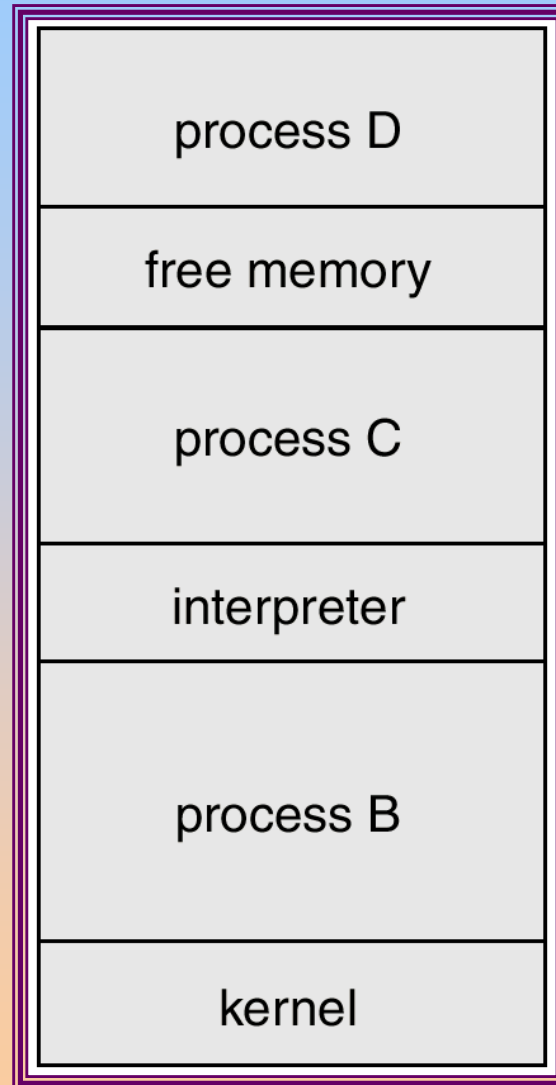 process D
free memory
process C
interpreter
process B
kernel